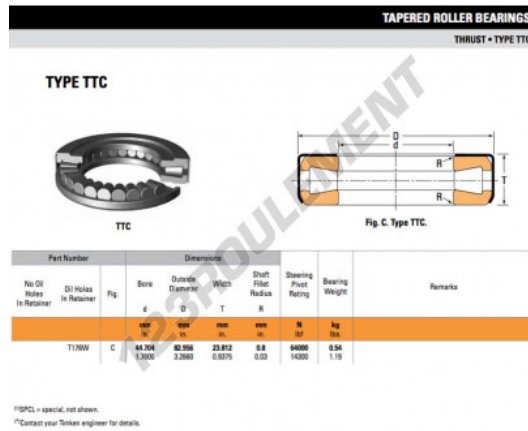 TAPERED ROLLER BEARINGS
THRUST • TYPE TTC
TYPE TTC
TTC
D
d
R
T
R
Fig. C. Type TTC.
123ROULEMENT
Part Number Dimensions
No Oil Holes In Retainer Oil Holes In Retainer Fig. Bore Outside Diameter Width Shaft Fillet Radius Steering Pivot Rating Bearing Weight Remarks
d D T R
mm mm mm mm N kg
in. in. in. in. lbf lbs.
T176W C 44.704 82.956 23.812 0.8 64000 0.54
1.7600 3.2660 0.9375 0.03 14300 1.19
(1)SPCL = special, not shown.
(*)Contact your Timken engineer for details.